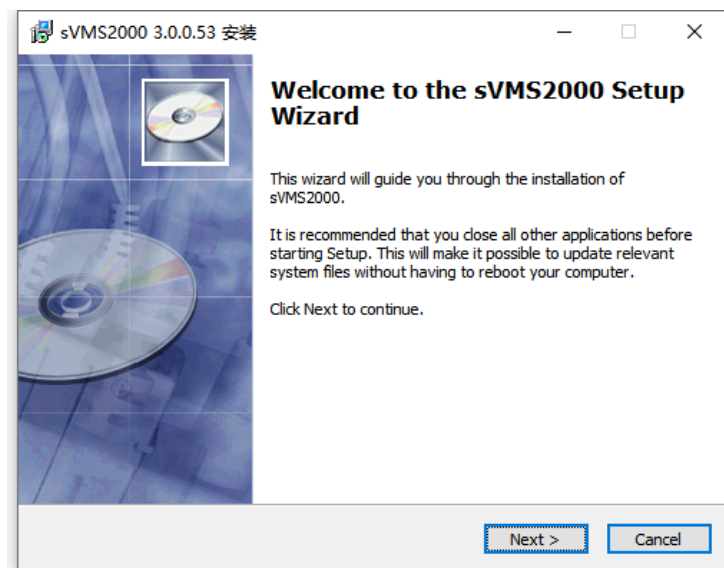 sVMS2000 3.0.0.53 安装
Welcome to the sVMS2000 Setup
Wizard
This wizard will guide you through the installation of
sVMS2000.
It is recommended that you close all other applications before
starting Setup. This will make it possible to update relevant
system files without having to reboot your computer.
Click Next to continue.
Next >
Cancel